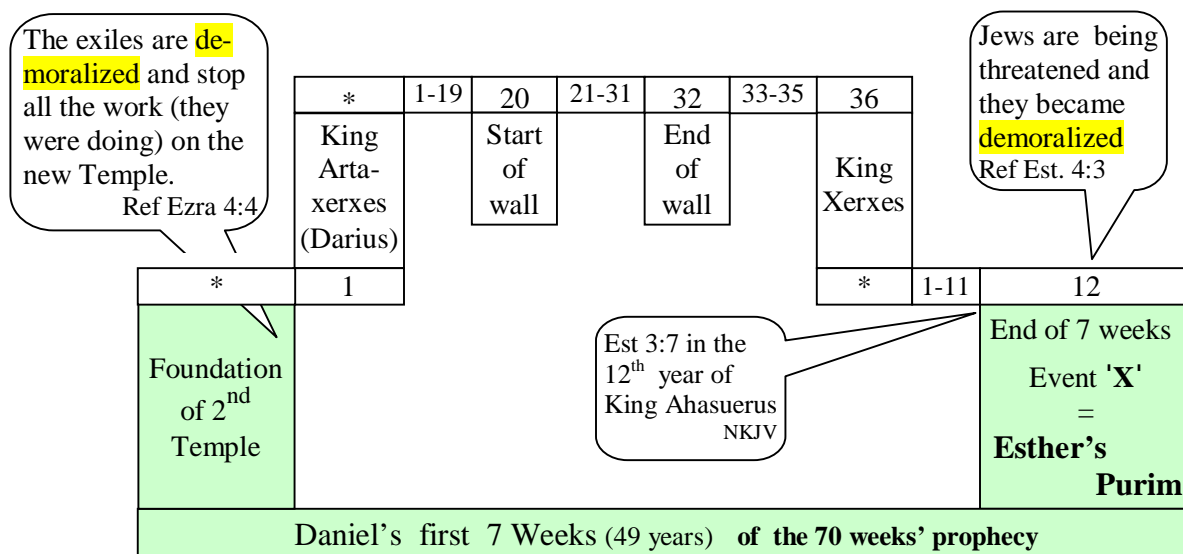 The exiles are de-
moralized and stop
all the work (they
were doing) on the
new Temple.
Ref Ezra 4:4
Jews are being
threatened and
they became
demoralized
Ref Est. 4:3
* 1-19 20 21-31 32 33-35 36
King
Arta-
xerxes
(Darius)
Start
of
wall
End
of
wall
King
Xerxes
* 1 * 1-11 12
Foundation
of 2nd
Temple
Est 3:7 in the
12th year of
King Ahasuerus
NKJV
End of 7 weeks
Event 'X'
=
Esther's
Purim
Daniel's first 7 Weeks (49 years) of the 70 weeks' prophecy